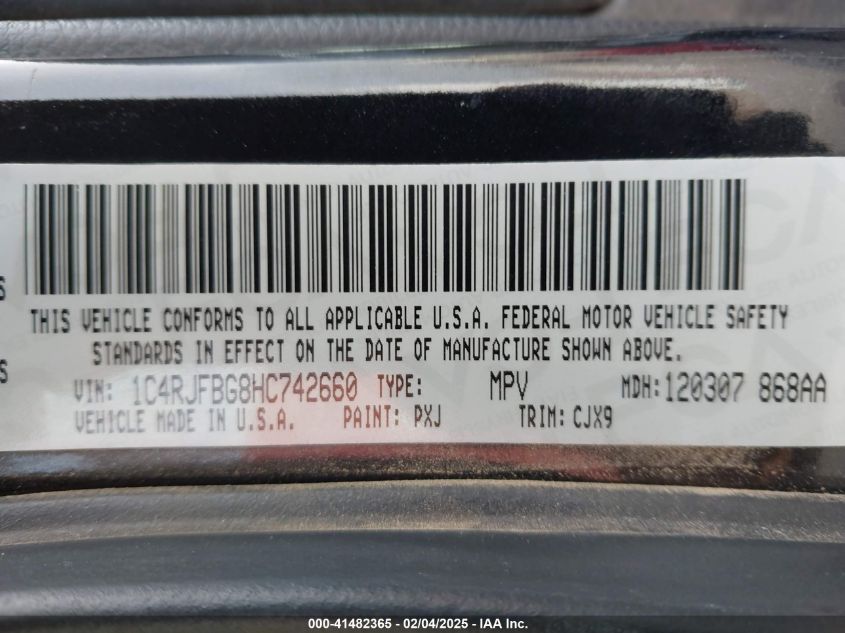 THIS VEHICLE CONFORMS TO ALL APPLICABLE U.S.A. FEDERAL MOTOR VEHICLE SAFETY
STANDARDS IN EFFECT ON THE DATE OF MANUFACTURE SHOWN ABOVE.
VIN: 1C4RJFBG8HC742660 TYPE: MPV MDH:120307 868AA
VEHICLE MADE IN U.S.A. PAINT: PXJ TRIM: CJX9
000-41482365 - 02/04/2025 - IAA Inc.